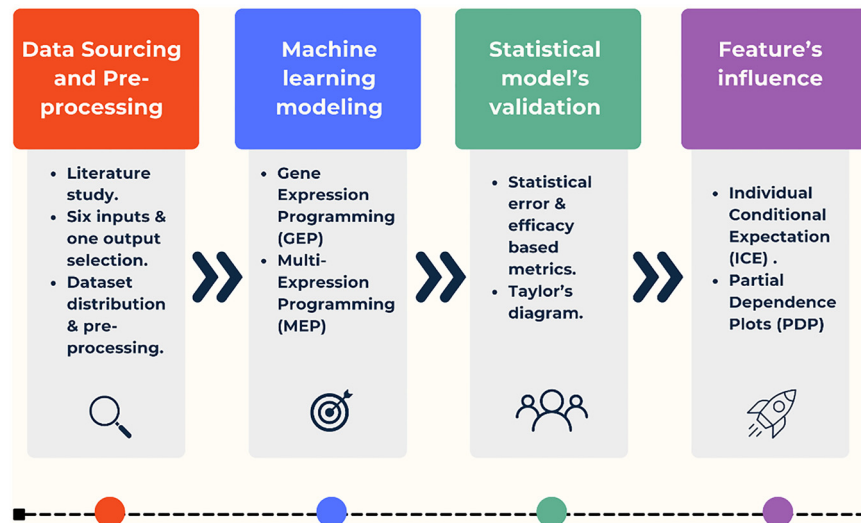 Data Sourcing
and Pre-
processing
• Literature
study.
• Six inputs &
one output
selection.
• Dataset
distribution
& pre-
processing.
Machine
learning
modeling
• Gene
Expression
Programming
(GEP)
• Multi-
Expression
Programming
(MEP)
Statistical
model’s
validation
• Statistical
error &
efficacy
based
metrics.
• Taylor’s
diagram.
Feature’s
influence
• Individual
Conditional
Expectation
(ICE) .
• Partial
Dependence
Plots (PDP)